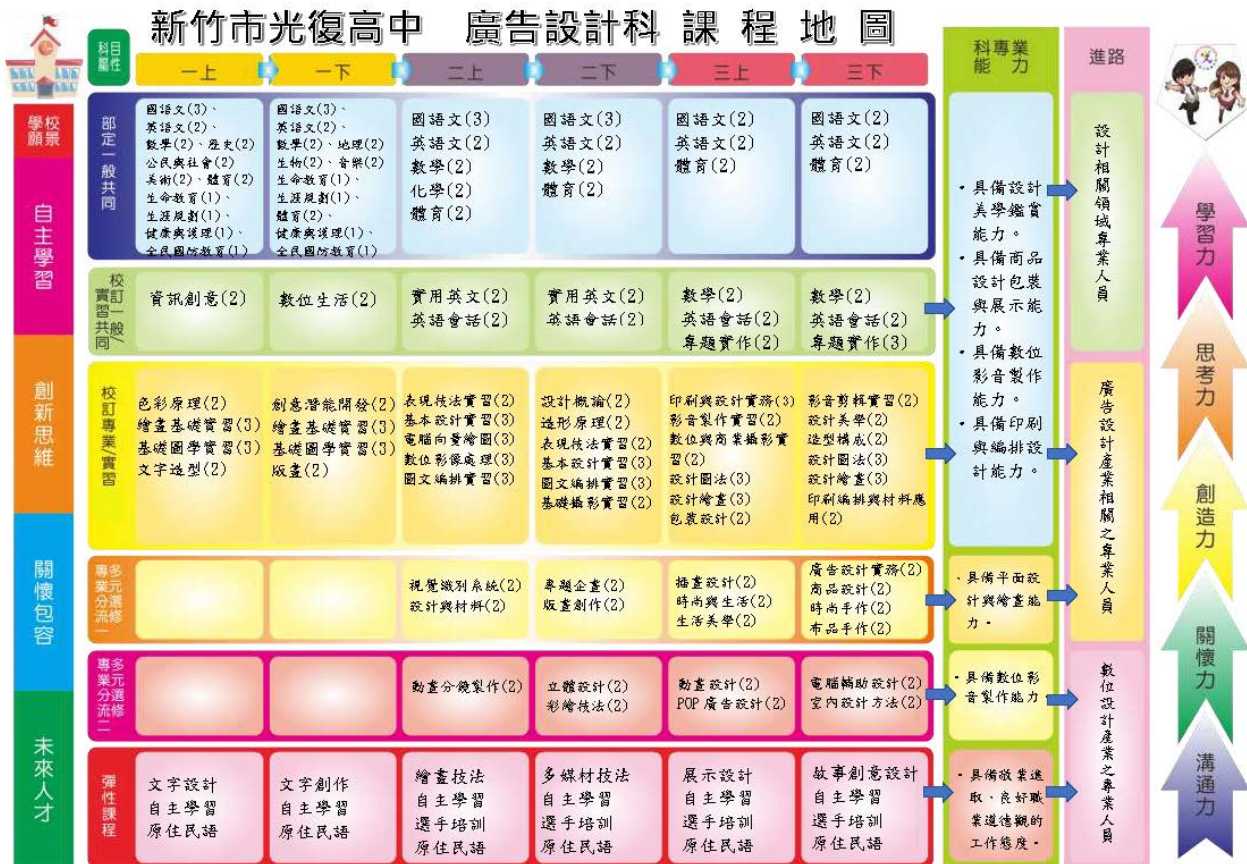 新竹市光復高中 廣告設計科 課程地圖
科目
屬性
一上
一下
二上
二下
三上
三下
科專業
能力
進路
學校
願景
自主學習
創新思維
關懷包容
未來人才
部定一般共同
國語文(3)、
英語文(2)、
數學(2)、歷史(2)
公民與社會(2)
美術(2)、體育(2)
生命教育(1)、
生涯規劃(1)、
健康與護理(1)、
全民國防教育(1)
國語文(3)、
英語文(2)、
數學(2)、地理(2)
生物(2)、音樂(2)
生命教育(1)、
生涯規劃(1)、
體育(2)、
健康與護理(1)、
全民國防教育(1)
國語文(3)
英語文(2)
數學(2)
化學(2)
體育(2)
國語文(3)
英語文(2)
數學(2)
體育(2)
國語文(2)
英語文(2)
體育(2)
國語文(2)
英語文(2)
體育(2)
校訂一般/
實習共同
資訊創意(2)
數位生活(2)
實用英文(2)
英語會話(2)
實用英文(2)
英語會話(2)
數學(2)
英語會話(2)
專題實作(2)
數學(2)
英語會話(2)
專題實作(3)
校訂專業/實習
色彩原理(2)
繪畫基礎實習(3)
基礎圖學實習(3)
文字造型(2)
創意潛能開發(2)
繪畫基礎實習(3)
基礎圖學實習(3)
版畫(2)
表現技法實習(2)
基本設計實習(3)
電腦向量繪圖(3)
數位影像處理(3)
圖文編排實習(3)
設計概論(2)
造形原理(2)
表現技法實習(2)
基本設計實習(3)
圖文編排實習(3)
基礎攝影實習(2)
印刷與設計實務(3)
影音製作實習(2)
數位與商業攝影實
習(2)
設計圖法(3)
設計繪畫(3)
包裝設計(2)
影音剪輯實習(2)
設計美學(2)
造型構成(2)
設計圖法(3)
設計繪畫(3)
印刷編排與材料應
用(2)
多元選修
專業分流一
視覺識別系統(2)
設計與材料(2)
專題企畫(2)
版畫創作(2)
插畫設計(2)
時尚與生活(2)
生活美學(2)
廣告設計實務(2)
商品設計(2)
時尚手作(2)
布品手作(2)
多元選修
專業分流二
動畫分鏡製作(2)
立體設計(2)
彩繪技法(2)
動畫設計(2)
POP廣告設計(2)
電腦輔助設計(2)
室內設計方法(2)
彈性課程
文字設計
自主學習
原住民語
文字創作
自主學習
原住民語
繪畫技法
自主學習
選手培訓
原住民語
多媒材技法
自主學習
選手培訓
原住民語
展示設計
自主學習
選手培訓
原住民語
故事創意設計
自主學習
選手培訓
原住民語
・具備設計
美學鑑賞
能力。
・具備商品
設計包裝
與展示能
力。
・具備數位
影音製作
能力。
・具備印刷
與編排設
計能力。
・具備平面設
計與繪畫能
力。
・具備數位影
音製作能力
・具備敬業進
取、良好職
業道德觀的
工作態度。
設計相關領域專業人員
廣告設計產業相關之專業人員
數位設計產業之專業人員
學習力
思考力
創造力
關懷力
溝通力